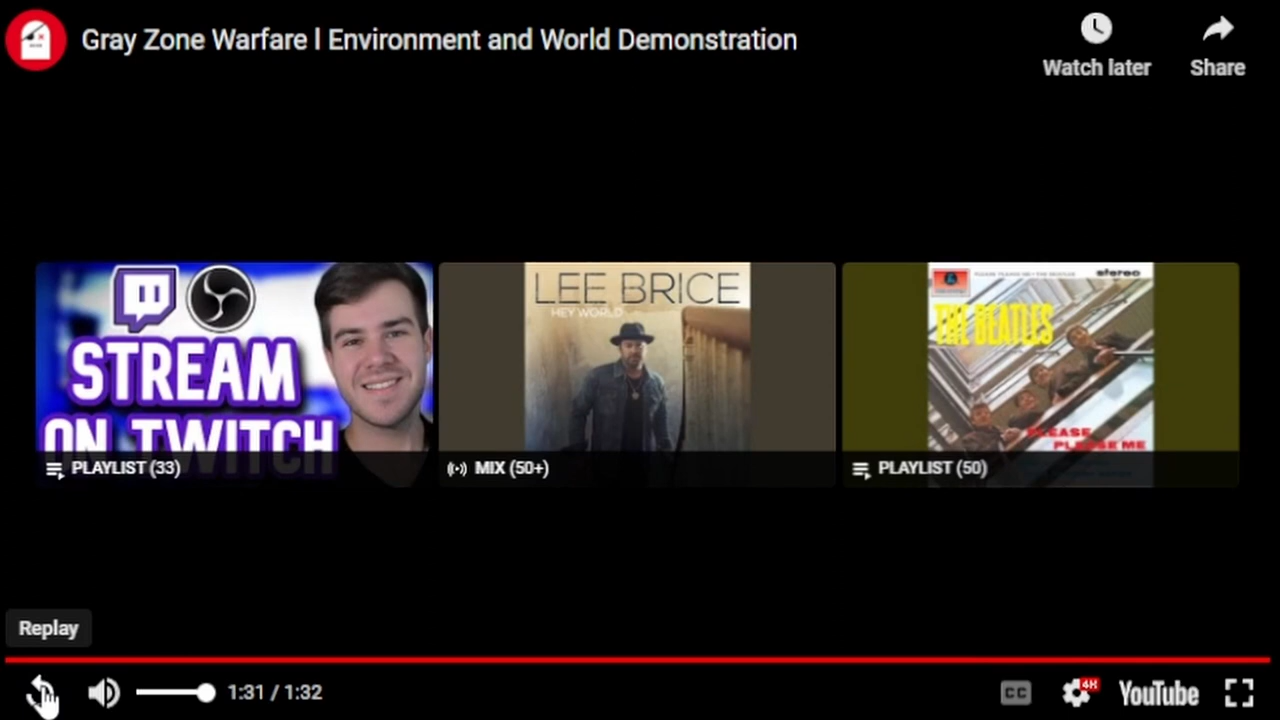 Gray Zone Warfare l Environment and World Demonstration
Watch later
Share
STREAM
ON TWITCH
PLAYLIST (33)
LEE BRICE
HEY WORLD
MIX (50+)
stereo
THE BEATLES
PLEASE
PLEASE ME
PLAYLIST (50)
Replay
1:31 / 1:32
CC
4K
YouTube